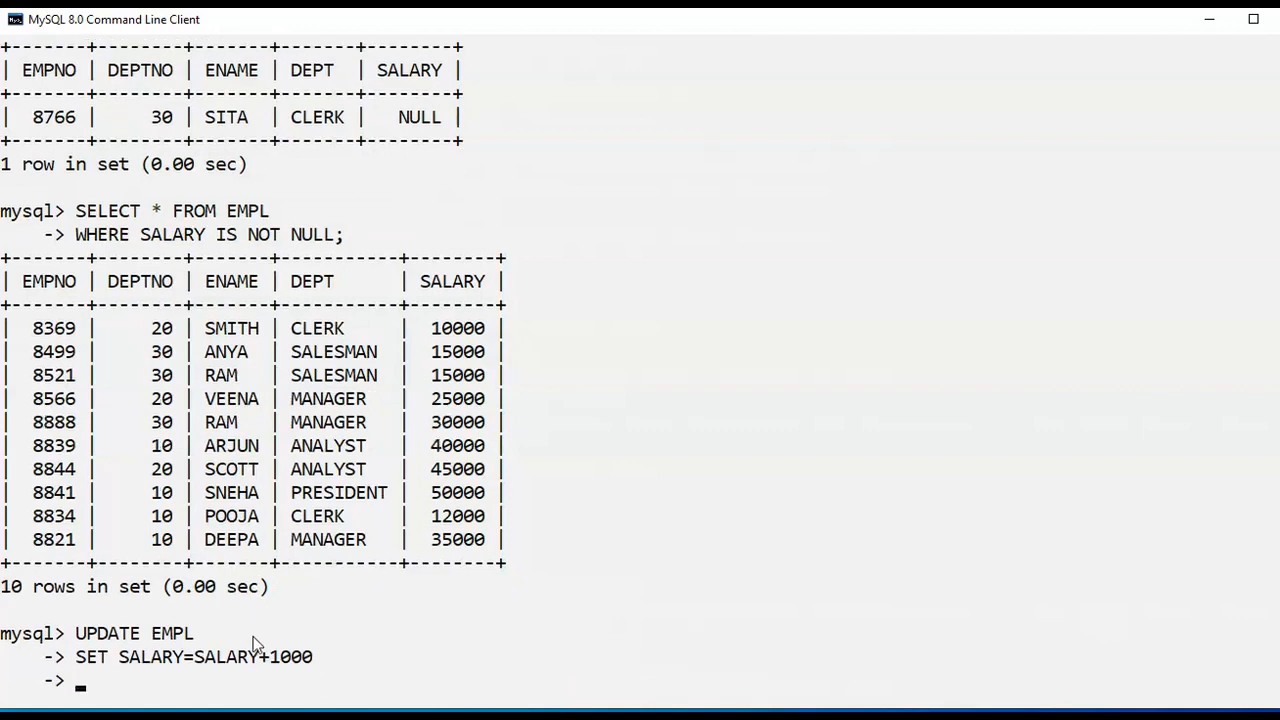 MySQL 8.0 Command Line Client
+-------+--------+-------+-------+--------+
| EMPNO | DEPTNO | ENAME | DEPT  | SALARY |
+-------+--------+-------+-------+--------+
|  8766 |     30 | SITA  | CLERK |   NULL |
+-------+--------+-------+-------+--------+
1 row in set (0.00 sec)
mysql> SELECT * FROM EMPL
    -> WHERE SALARY IS NOT NULL;
+-------+--------+-------+-----------+--------+
| EMPNO | DEPTNO | ENAME | DEPT      | SALARY |
+-------+--------+-------+-----------+--------+
|  8369 |     20 | SMITH | CLERK     |  10000 |
|  8499 |     30 | ANYA  | SALESMAN  |  15000 |
|  8521 |     30 | RAM   | SALESMAN  |  15000 |
|  8566 |     20 | VEENA | MANAGER   |  25000 |
|  8888 |     30 | RAM   | MANAGER   |  30000 |
|  8839 |     10 | ARJUN | ANALYST   |  40000 |
|  8844 |     20 | SCOTT | ANALYST   |  45000 |
|  8841 |     10 | SNEHA | PRESIDENT |  50000 |
|  8834 |     10 | POOJA | CLERK     |  12000 |
|  8821 |     10 | DEEPA | MANAGER   |  35000 |
+-------+--------+-------+-----------+--------+
10 rows in set (0.00 sec)
mysql> UPDATE EMPL
    -> SET SALARY=SALARY+1000
    ->